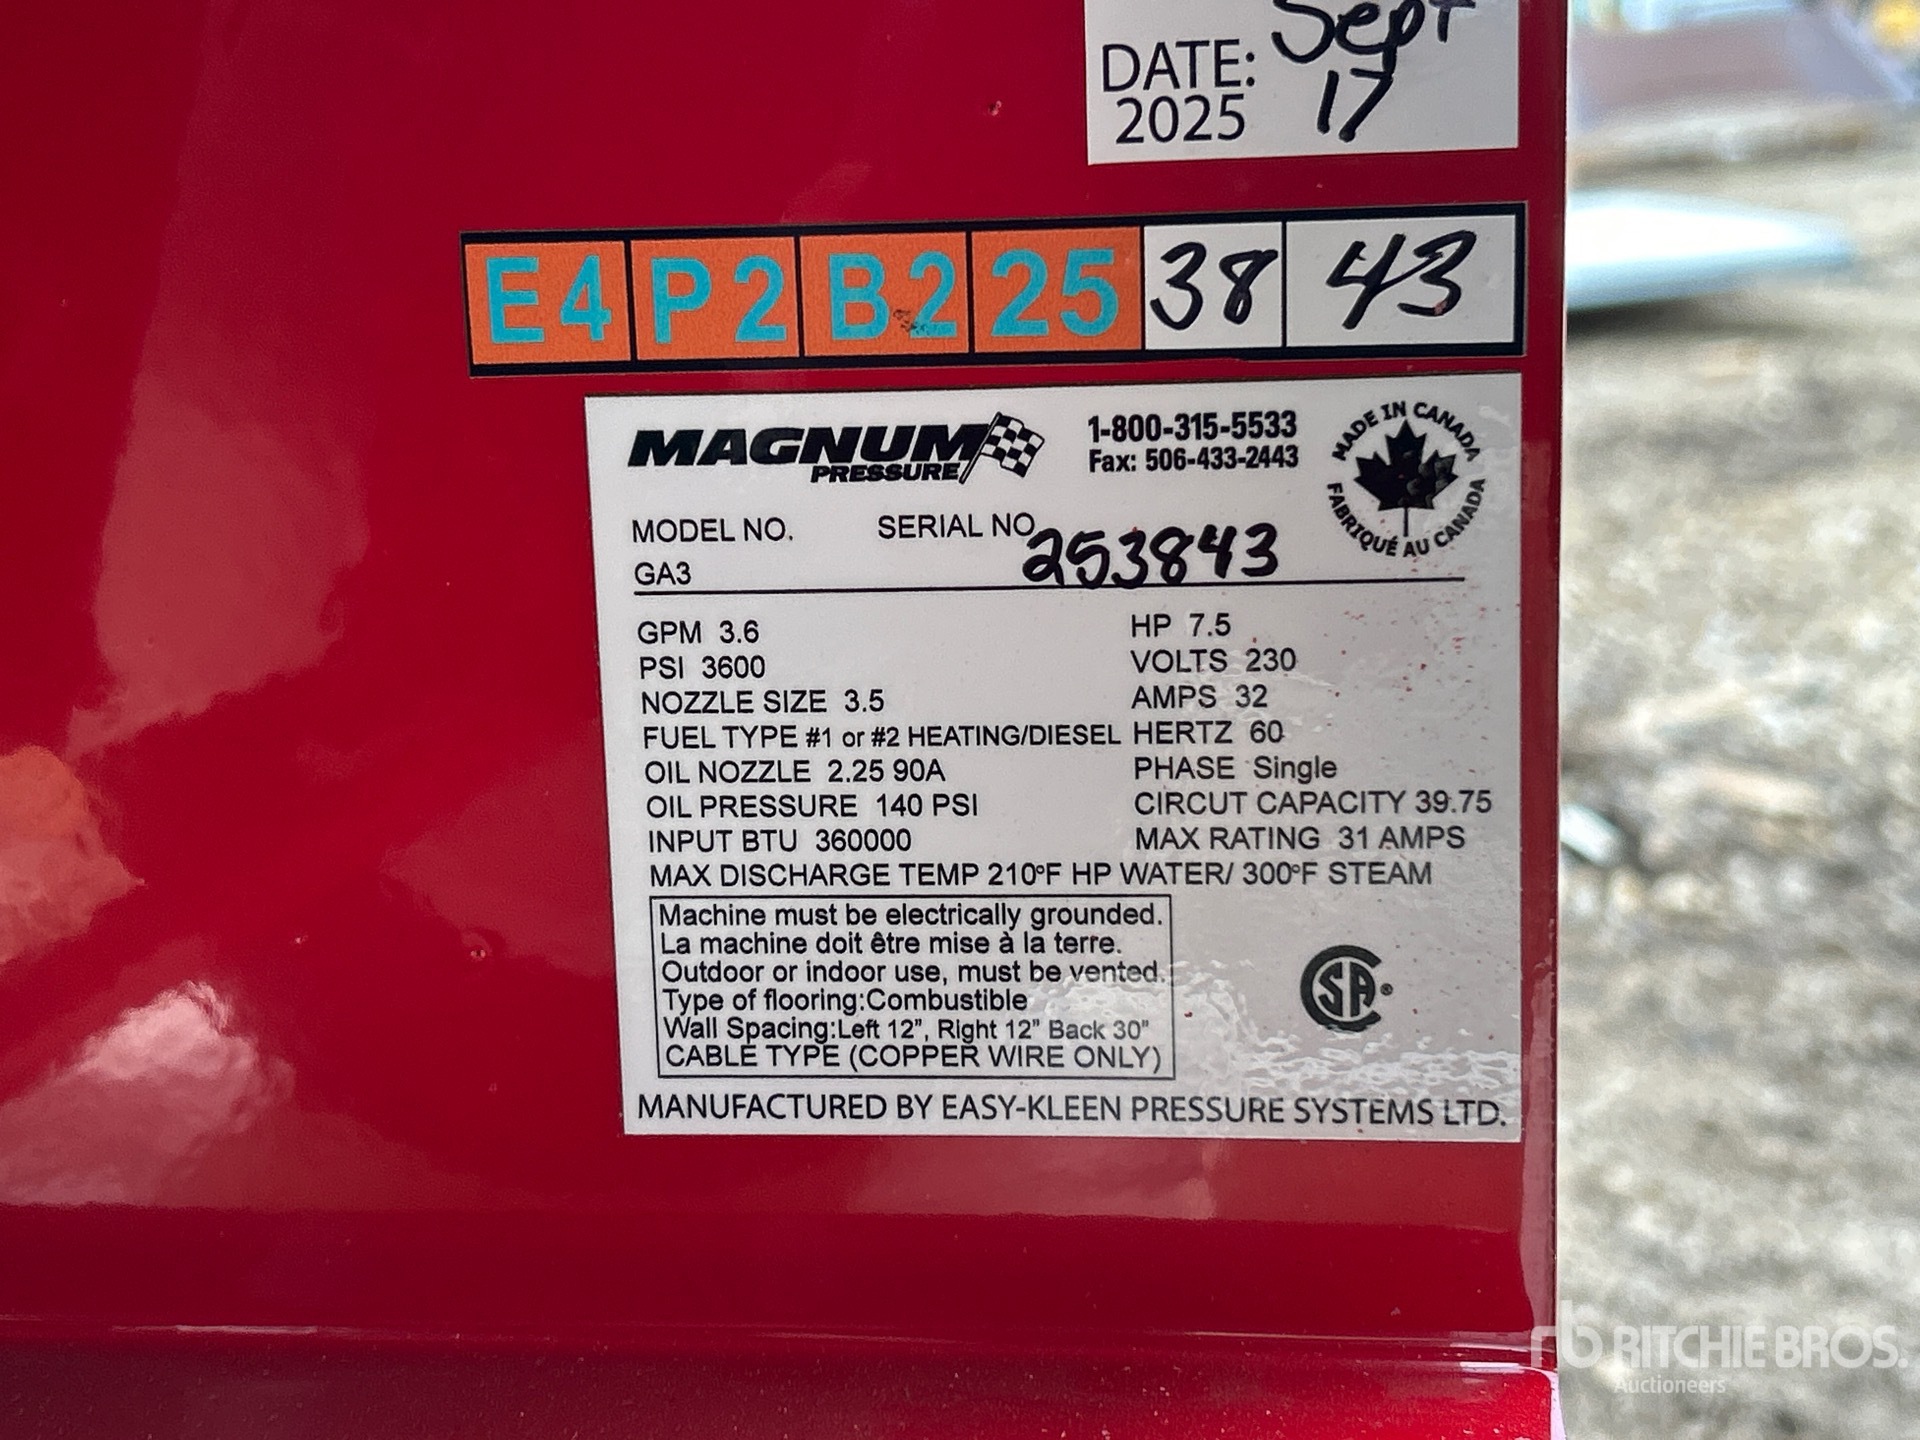 Sept
DATE: 17
2025
E4 P2 B2 25 38 43
MAGNUM
PRESSURE
1-800-315-5533
Fax: 506-433-2443
MADE IN CANADA
FABRIQUÉ AU CANADA
MODEL NO. SERIAL NO. 253843
GA3
GPM 3.6 HP 7.5
PSI 3600 VOLTS 230
NOZZLE SIZE 3.5 AMPS 32
FUEL TYPE #1 or #2 HEATING/DIESEL HERTZ 60
OIL NOZZLE 2.25 90A PHASE Single
OIL PRESSURE 140 PSI CIRCUT CAPACITY 39.75
INPUT BTU 360000 MAX RATING 31 AMPS
MAX DISCHARGE TEMP 210°F HP WATER/ 300°F STEAM
Machine must be electrically grounded.
La machine doit être mise à la terre.
Outdoor or indoor use, must be vented.
Type of flooring:Combustible
Wall Spacing:Left 12", Right 12" Back 30"
CABLE TYPE (COPPER WIRE ONLY)
CSA ®
MANUFACTURED BY EASY-KLEEN PRESSURE SYSTEMS LTD.
rb RITCHIE BROS.
Auctioneers